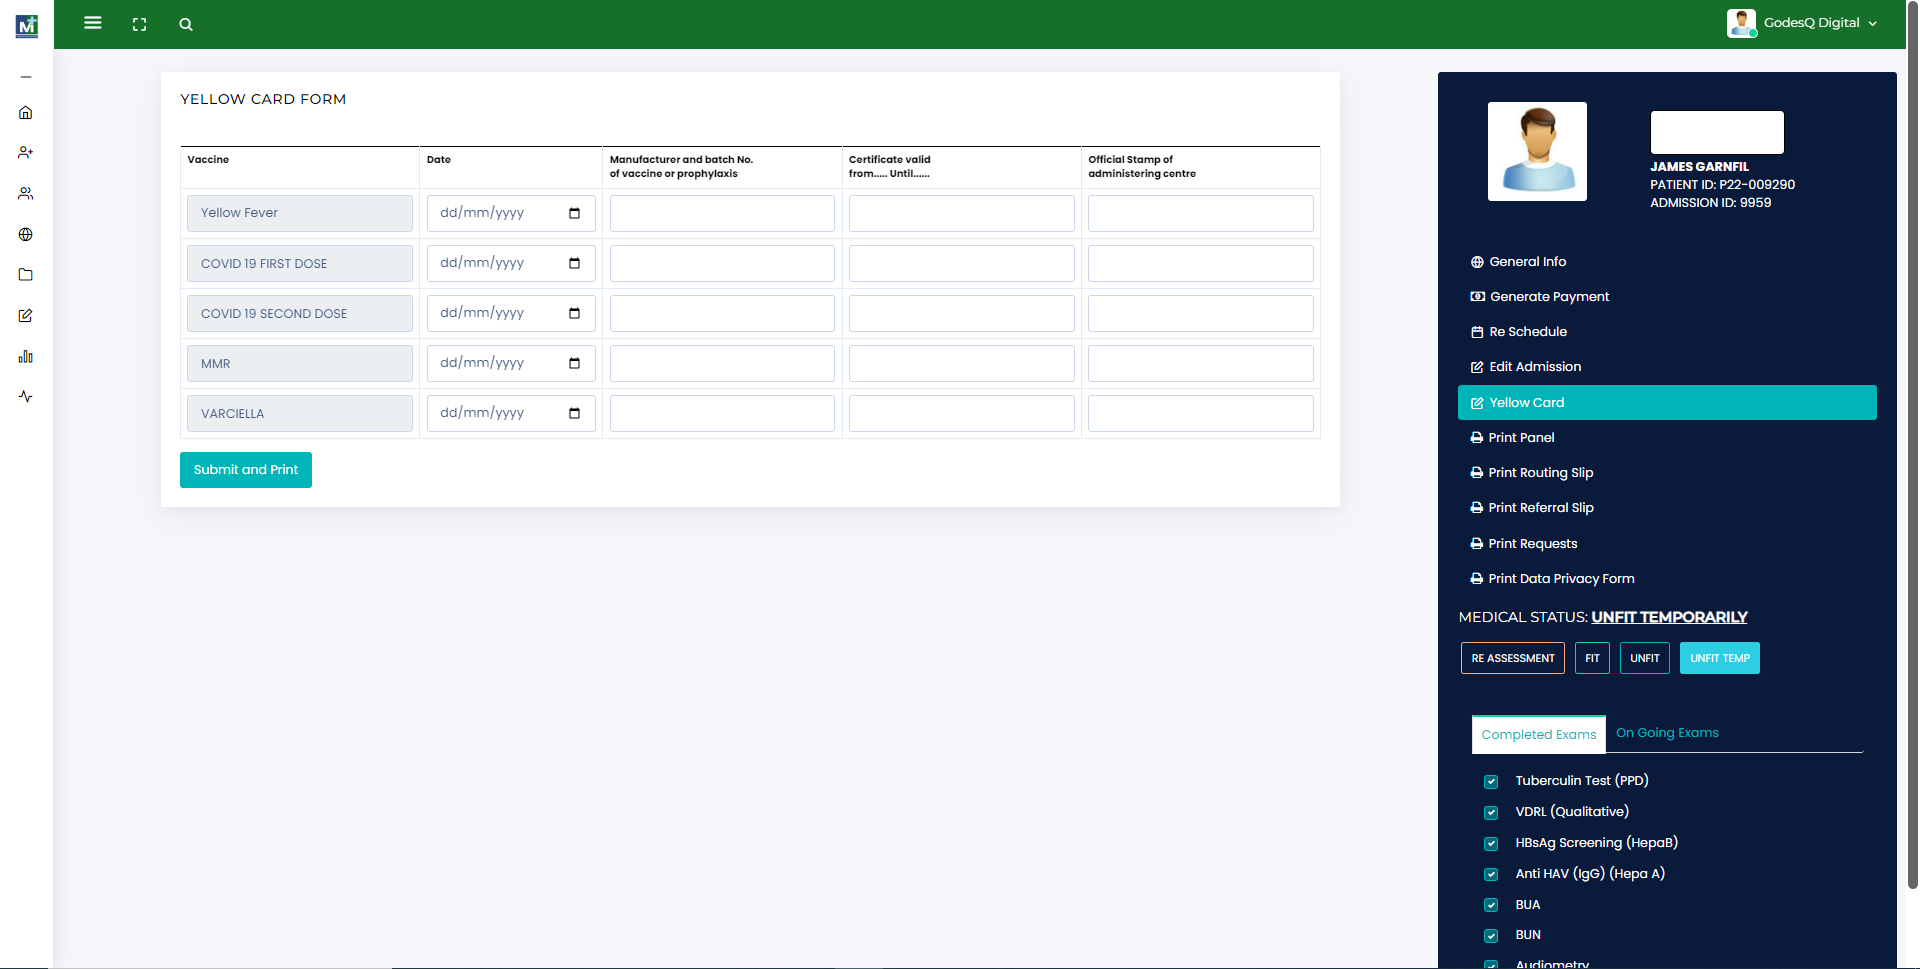 M
GodesQ Digital
YELLOW CARD FORM
Vaccine
Date
Manufacturer and batch No.
of vaccine or prophylaxis
Certificate valid
from..... Until......
Official Stamp of
administering centre
Yellow Fever
dd/mm/yyyy
COVID 19 FIRST DOSE
dd/mm/yyyy
COVID 19 SECOND DOSE
dd/mm/yyyy
MMR
dd/mm/yyyy
VARCIELLA
dd/mm/yyyy
Submit and Print
JAMES GARNFIL
PATIENT ID: P22-009290
ADMISSION ID: 9959
General Info
Generate Payment
Re Schedule
Edit Admission
Yellow Card
Print Panel
Print Routing Slip
Print Referral Slip
Print Requests
Print Data Privacy Form
MEDICAL STATUS: UNFIT TEMPORARILY
RE ASSESSMENT
FIT
UNFIT
UNFIT TEMP
Completed Exams
On Going Exams
Tuberculin Test (PPD)
VDRL (Qualitative)
HBsAg Screening (HepaB)
Anti HAV (IgG) (Hepa A)
BUA
BUN
Audiometry